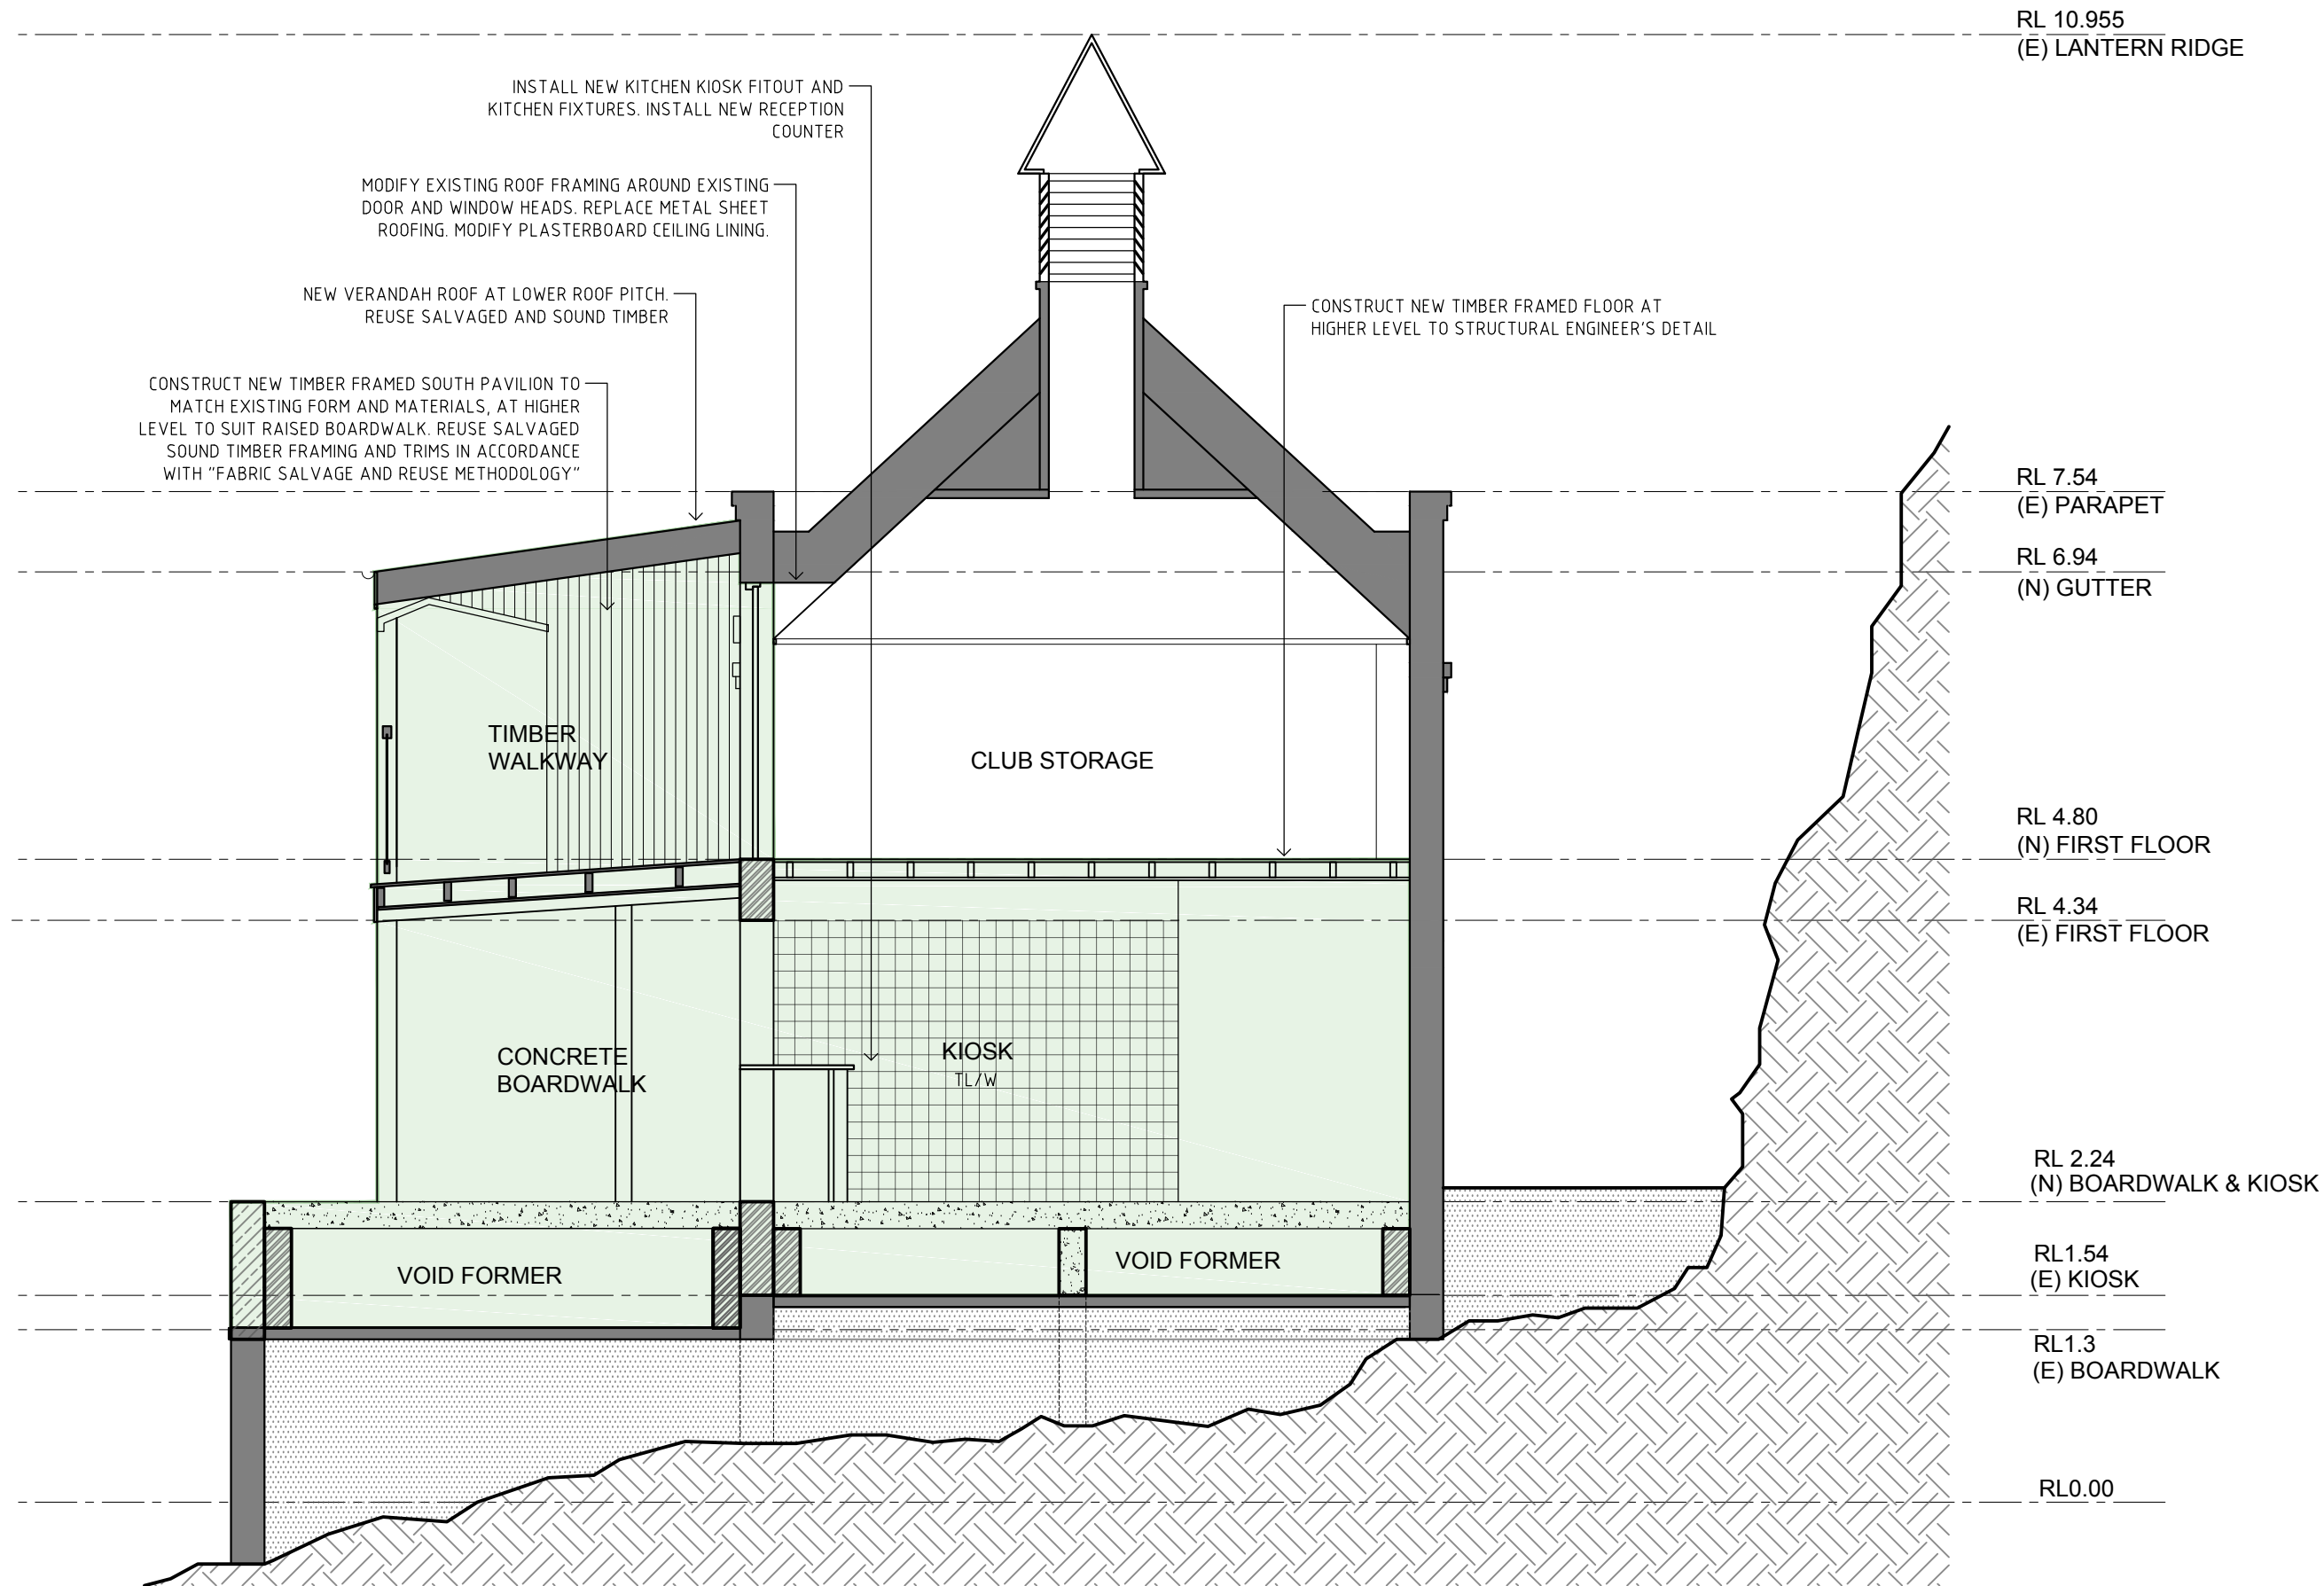 RL 10.955
(E) LANTERN RIDGE
INSTALL NEW KITCHEN KIOSK FITOUT AND
KITCHEN FIXTURES. INSTALL NEW RECEPTION
COUNTER
MODIFY EXISTING ROOF FRAMING AROUND EXISTING
DOOR AND WINDOW HEADS. REPLACE METAL SHEET
ROOFING. MODIFY PLASTERBOARD CEILING LINING.
NEW VERANDAH ROOF AT LOWER ROOF PITCH.
REUSE SALVAGED AND SOUND TIMBER
CONSTRUCT NEW TIMBER FRAMED FLOOR AT
HIGHER LEVEL TO STRUCTURAL ENGINEER'S DETAIL
CONSTRUCT NEW TIMBER FRAMED SOUTH PAVILION TO
MATCH EXISTING FORM AND MATERIALS, AT HIGHER
LEVEL TO SUIT RAISED BOARDWALK. REUSE SALVAGED
SOUND TIMBER FRAMING AND TRIMS IN ACCORDANCE
WITH "FABRIC SALVAGE AND REUSE METHODOLOGY"
RL 7.54
(E) PARAPET
RL 6.94
(N) GUTTER
TIMBER
WALKWAY
CLUB STORAGE
RL 4.80
(N) FIRST FLOOR
RL 4.34
(E) FIRST FLOOR
CONCRETE
BOARDWALK
KIOSK
TL/W
RL 2.24
(N) BOARDWALK & KIOSK
VOID FORMER
VOID FORMER
RL1.54
(E) KIOSK
RL1.3
(E) BOARDWALK
RL0.00